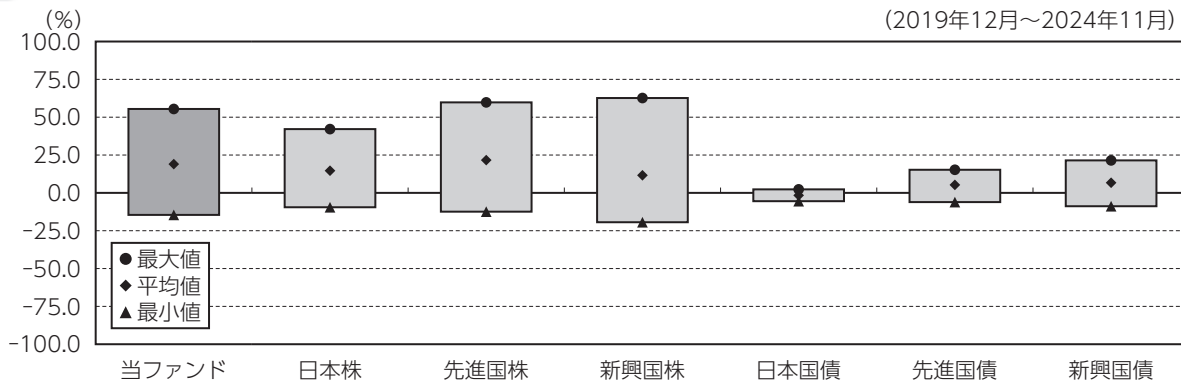 (%)
(2019年12月～2024年11月)
100.0
75.0
50.0
25.0
0.0
-25.0
-50.0
-75.0
-100.0
●最大値
◆平均値
▲最小値
当ファンド 日本株 先進国株 新興国株 日本国債 先進国債 新興国債